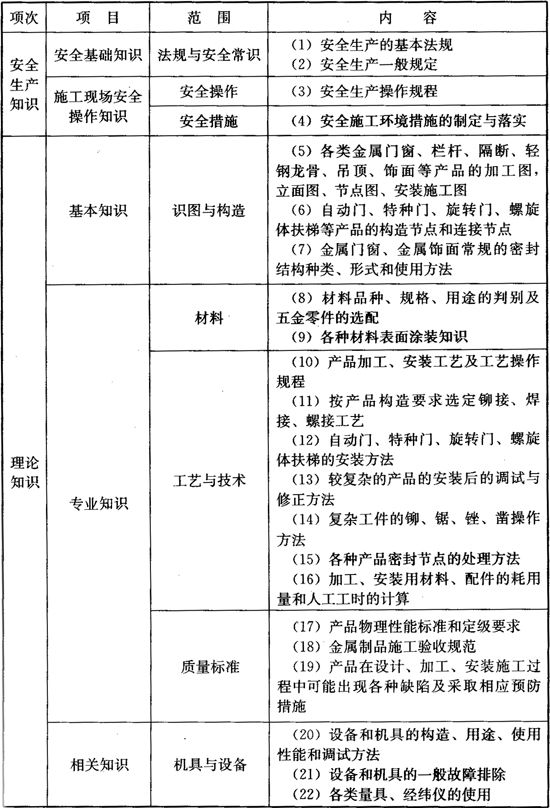 项次 项目 范围 内容
安全生产知识 安全基础知识 法规与安全常识 (1) 安全生产的基本法规
(2) 安全生产一般规定
施工现场安全操作知识 安全操作 (3) 安全生产操作规程
安全措施 (4) 安全施工环境措施的制定与落实
理论知识 基本知识 识图与构造 (5) 各类金属门窗、栏杆、隔断、轻
钢龙骨、吊顶、饰面等产品的加工图,
立面图、节点图、安装施工图
(6) 自动门、特种门、旋转门、螺旋
体扶梯等产品的构造节点和连接节点
(7) 金属门窗、金属饰面常规的密封
结构种类、形式和使用方法
专业知识 材料 (8) 材料品种、规格、用途的判别及
五金零件的选配
(9) 各种材料表面涂装知识
工艺与技术 (10) 产品加工、安装工艺及工艺操作
规程
(11) 按产品构造要求选定铆接、焊
接、螺接工艺
(12) 自动门、特种门、旋转门、螺旋
体扶梯的安装方法
(13) 较复杂的产品的安装后的调试与
修正方法
(14) 复杂工件的铆、锯、锉、凿操作
方法
(15) 各种产品密封节点的处理方法
(16) 加工、安装用材料、配件的耗用
量和人工工时的计算
质量标准 (17) 产品物理性能标准和定级要求
(18) 金属制品施工验收规范
(19) 产品在设计、加工、安装施工过
程中可能出现各种缺陷及采取相应预防
措施
相关知识 机具与设备 (20) 设备和机具的构造、用途、使用
性能和调试方法
(21) 设备和机具的一般故障排除
(22) 各类量具、经纬仪的使用